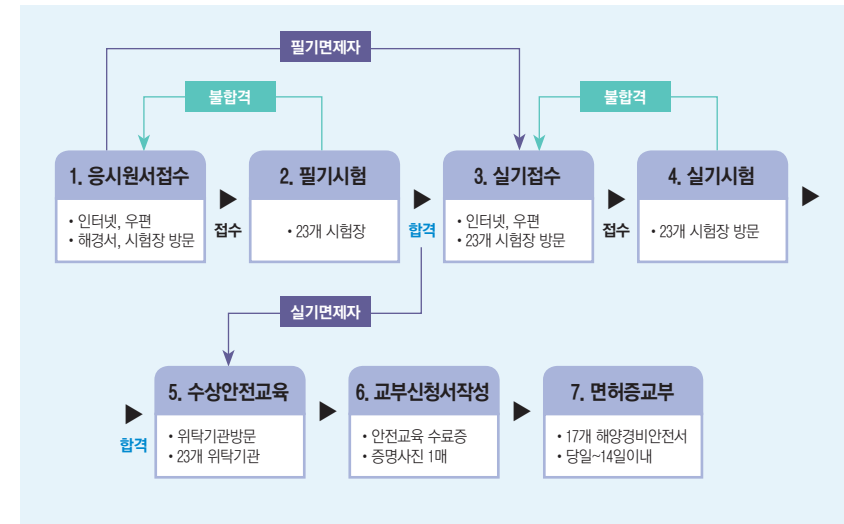 필기면제자
불합격
불합격
1. 응시원서접수
• 인터넷, 우편
• 해경서, 시험장 방문
접수
2. 필기시험
• 23개 시험장
합격
3. 실기접수
• 인터넷, 우편
• 23개 시험장 방문
접수
4. 실기시험
• 23개 시험장 방문
실기면제자
합격
5. 수상안전교육
• 위탁기관방문
• 23개 위탁기관
6. 교부신청서작성
• 안전교육 수료증
• 증명사진 1매
7. 면허증교부
• 17개 해양경비안전서
• 당일~14일이내